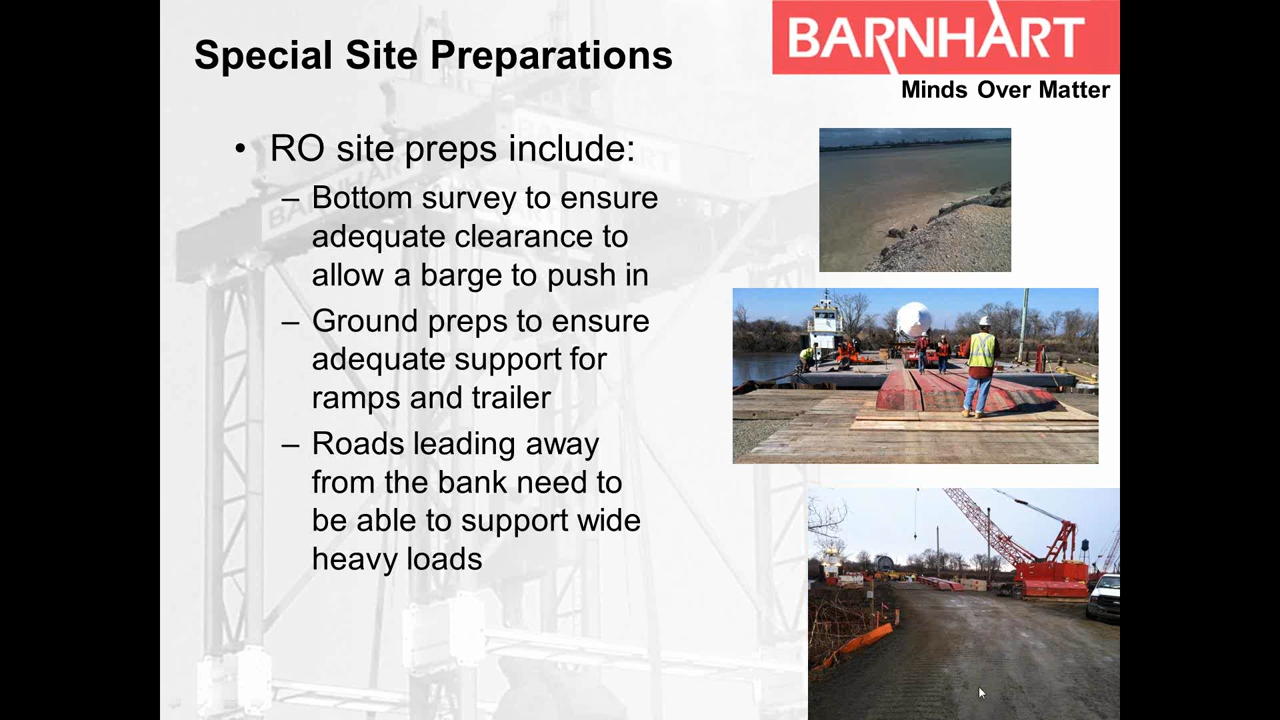 Special Site Preparations
BARNHART
Minds Over Matter
• RO site preps include:
– Bottom survey to ensure
adequate clearance to
allow a barge to push in
– Ground preps to ensure
adequate support for
ramps and trailer
– Roads leading away
from the bank need to
be able to support wide
heavy loads
BARNHART
BARNHART